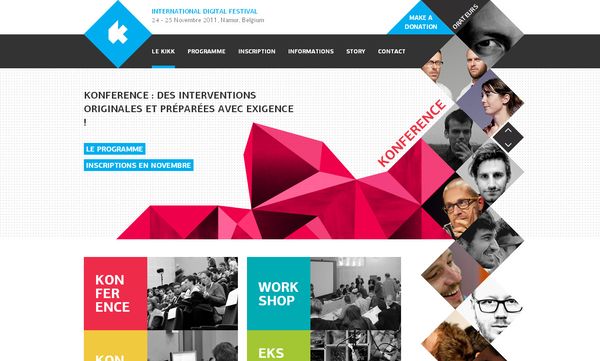 INTERNATIONAL DIGITAL FESTIVAL
24 - 25 Novembre 2011, Namur, Belgium
MAKE A
DONATION
ORATEURS
LE KIKK
PROGRAMME
INSCRIPTION
INFORMATIONS
STORY
CONTACT
KONFERENCE : DES INTERVENTIONS
ORIGINALES ET PRÉPARÉES AVEC EXIGENCE
!
LE PROGRAMME
INSCRIPTIONS EN NOVEMBRE
KONFERENCE
KON
FER
ENCE
WORK
SHOP
KON
EKS